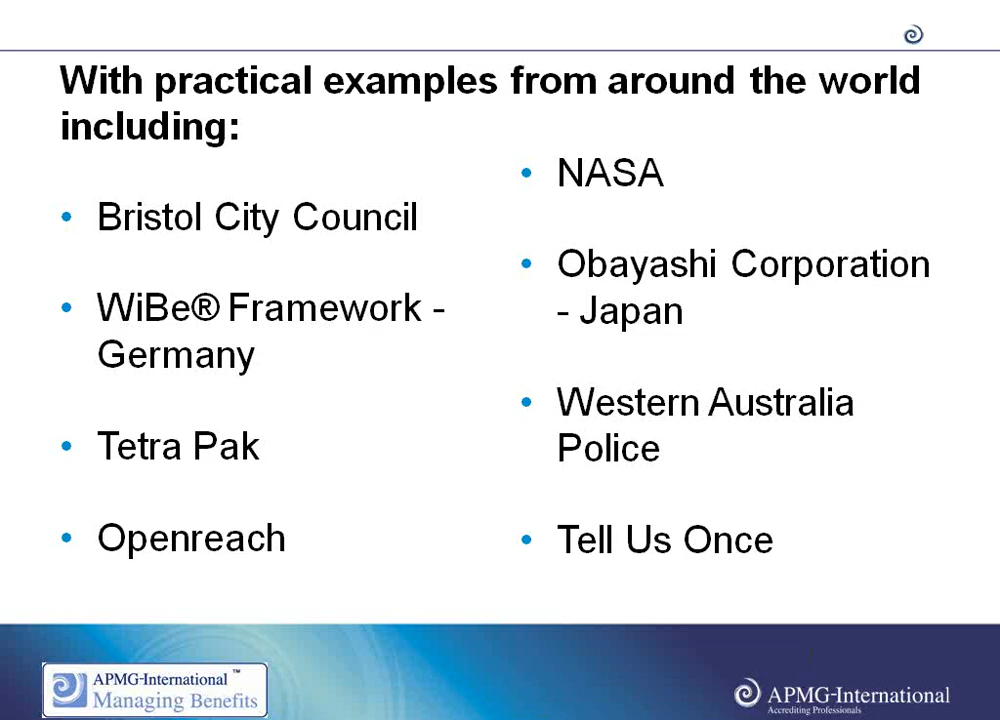 With practical examples from around the world
including:
• Bristol City Council
• WiBe® Framework -
Germany
• Tetra Pak
• Openreach
• NASA
• Obayashi Corporation
- Japan
• Western Australia
Police
• Tell Us Once
APMG-International™
Managing Benefits
APMG-International
Accrediting Professionals